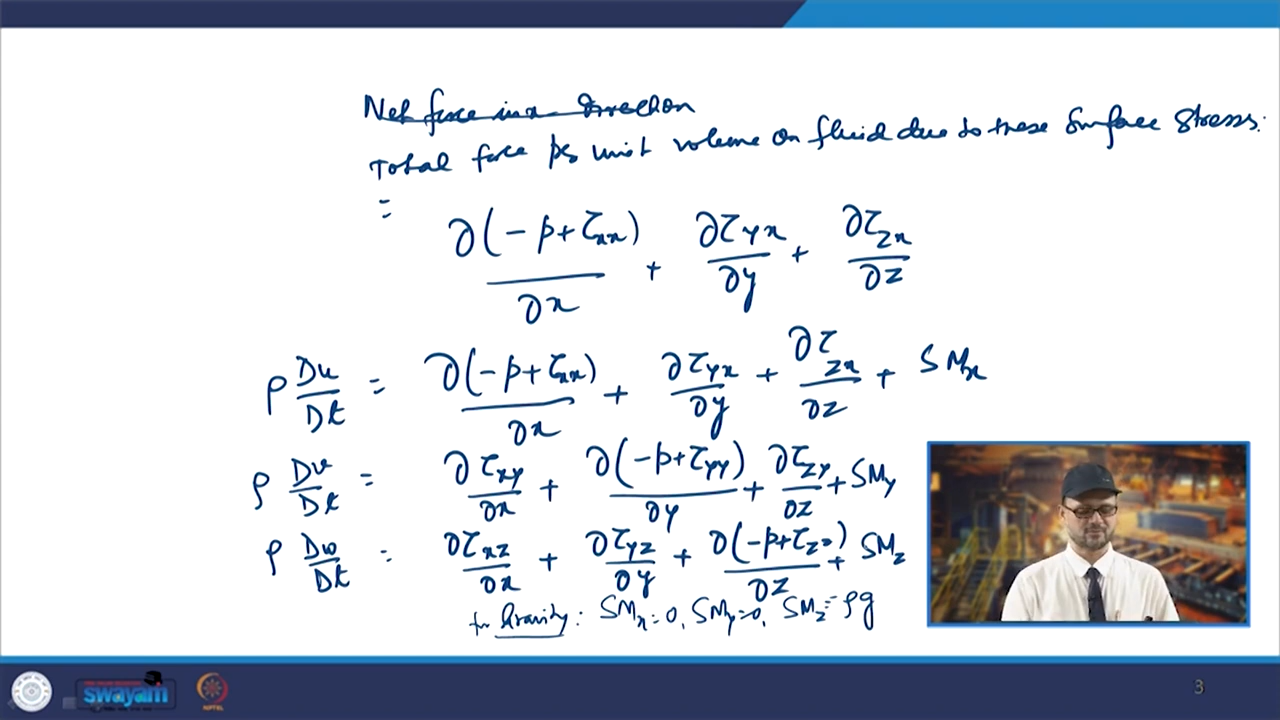 Net force in x-Direction
Total force per unit volume on fluid due to these Surface Stresses.
=
∂(-p+τxx)/∂x + ∂τyx/∂y + ∂τzx/∂z
ρ Du/Dt = ∂(-p+τxx)/∂x + ∂τyx/∂y + ∂τzx/∂z + SMx
ρ Dv/Dt = ∂τxy/∂x + ∂(-p+τyy)/∂y + ∂τzy/∂z + SMy
ρ Dw/Dt = ∂τxz/∂x + ∂τyz/∂y + ∂(-p+τzz)/∂z + SMz
for Gravity: SMx=0, SMy=0, SMz=ρg
swayam
NPTEL
3